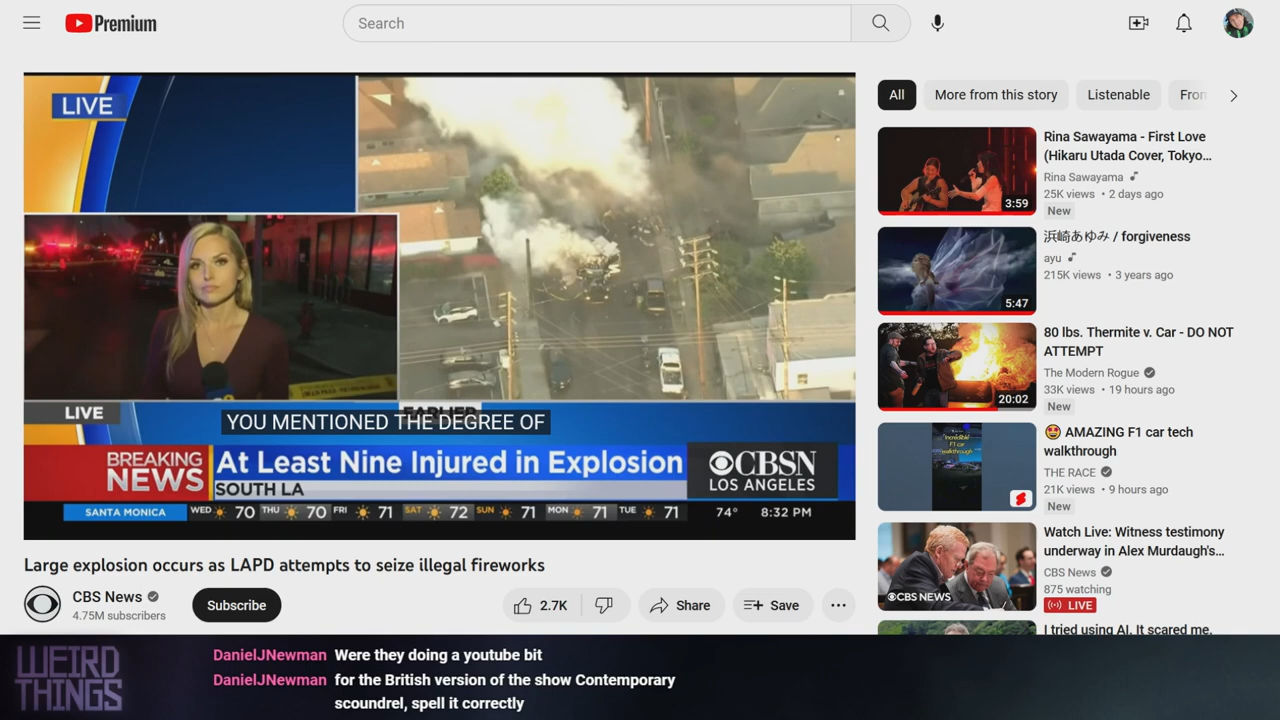 Premium
Search
LIVE
LIVE
EARLIER
YOU MENTIONED THE DEGREE OF
BREAKING
NEWS
At Least Nine Injured in Explosion
SOUTH LA
CBSN
LOS ANGELES
SANTA MONICA WED 70 THU 70 FRI 71 SAT 72 SUN 71 MON 71 TUE 71 74° 8:32 PM
Large explosion occurs as LAPD attempts to seize illegal fireworks
CBS News
4.75M subscribers
Subscribe
2.7K
Share
Save
All
More from this story
Listenable
3:59
Rina Sawayama - First Love
(Hikaru Utada Cover, Tokyo...
Rina Sawayama
25K views • 2 days ago
New
5:47
浜崎あゆみ / forgiveness
ayu
215K views • 3 years ago
20:02
80 lbs. Thermite v. Car - DO NOT
ATTEMPT
The Modern Rogue
33K views • 19 hours ago
New
Incredible
F1 car
walkthrough
🤩 AMAZING F1 car tech
walkthrough
THE RACE
21K views • 9 hours ago
New
CBS NEWS
Watch Live: Witness testimony
underway in Alex Murdaugh's...
CBS News
875 watching
LIVE
I tried using AI. It scared me.
WEIRD
THINGS
DanielJNewman Were they doing a youtube bit
DanielJNewman for the British version of the show Contemporary
scoundrel, spell it correctly